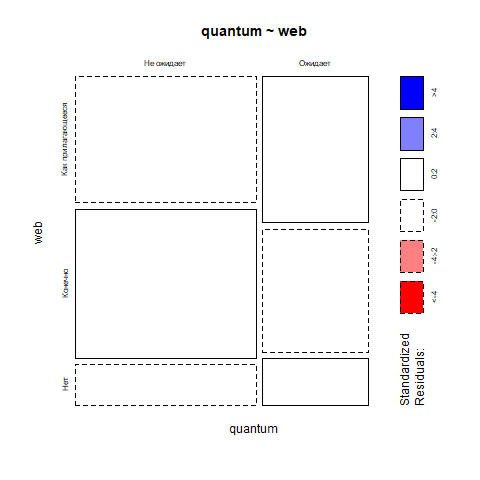 quantum ~ web
Не ожидает
Ожидает
Как прилагающееся
Конечно
Нет
web
quantum
Standardized
Residuals:
<-4
-4:-2
-2:0
0:2
2:4
>4